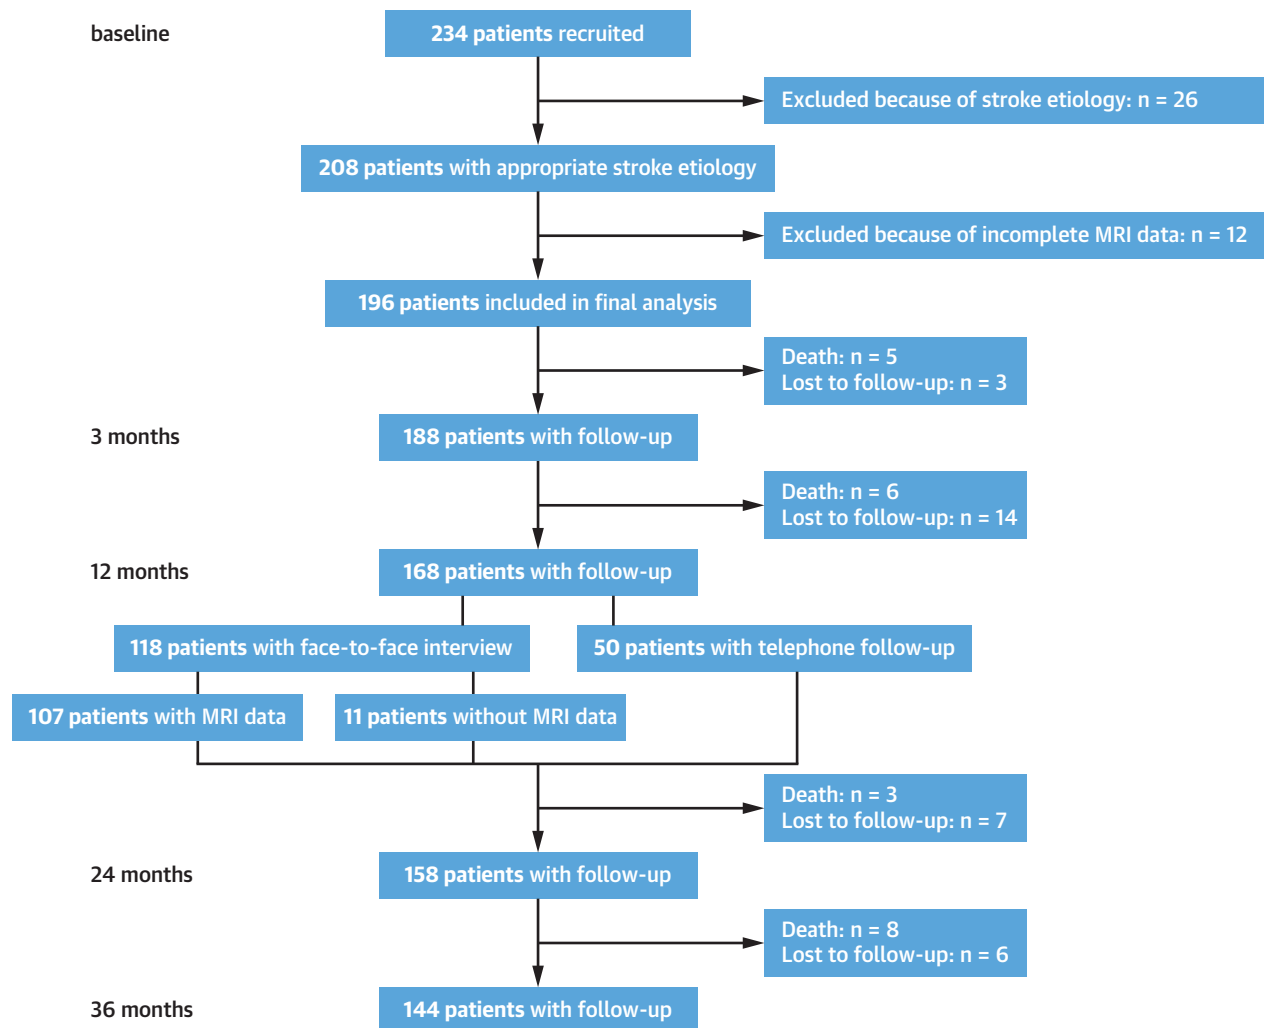 baseline
234 patients recruited
Excluded because of stroke etiology: n = 26
208 patients with appropriate stroke etiology
Excluded because of incomplete MRI data: n = 12
196 patients included in final analysis
Death: n = 5
Lost to follow-up: n = 3
3 months
188 patients with follow-up
Death: n = 6
Lost to follow-up: n = 14
12 months
168 patients with follow-up
118 patients with face-to-face interview
50 patients with telephone follow-up
107 patients with MRI data
11 patients without MRI data
Death: n = 3
Lost to follow-up: n = 7
24 months
158 patients with follow-up
Death: n = 8
Lost to follow-up: n = 6
36 months
144 patients with follow-up